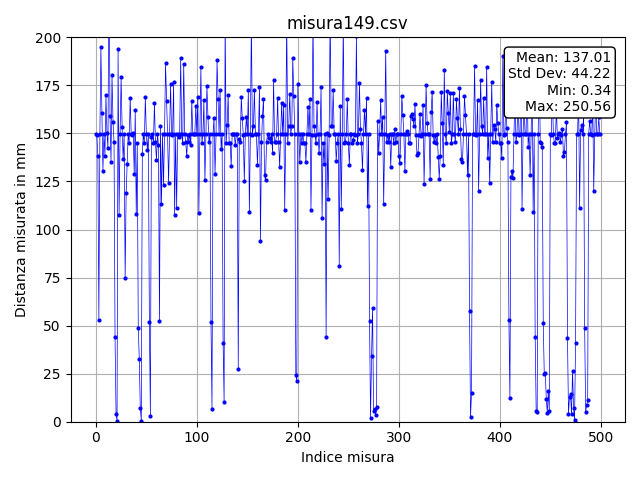 misura149.csv
Mean: 137.01
Std Dev: 44.22
Min: 0.34
Max: 250.56
Distanza misurata in mm
200
175
150
125
100
75
50
25
0
0 100 200 300 400 500
Indice misura